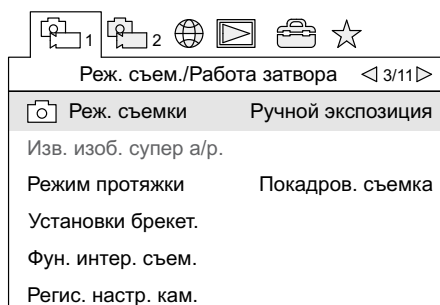 1 2
Реж. съем./Работа затвора 3/11
Реж. съемки Ручной экспозиция
Изв. изоб. супер а/р.
Режим протяжки Покадров. съемка
Установки брекет.
Фун. интер. съем.
Регис. настр. кам.